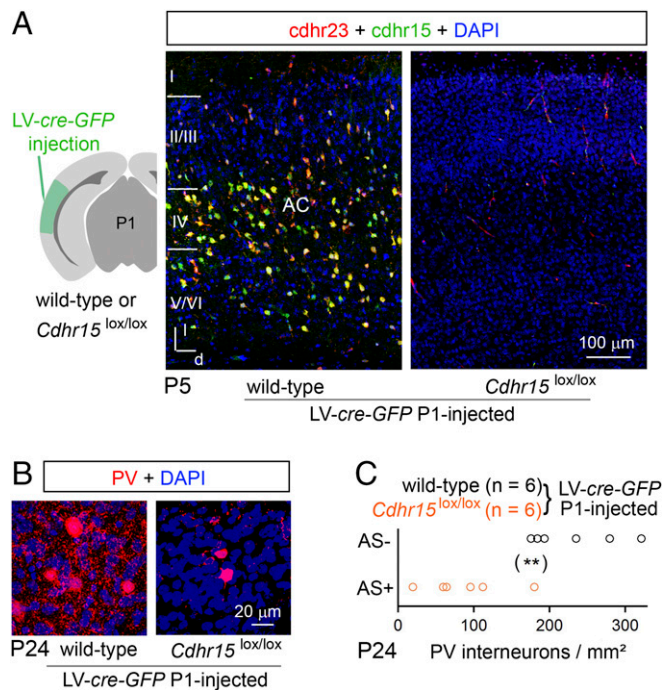 A
cdhr23 + cdhr15 + DAPI
LV-cre-GFP
injection
P1
wild-type or
Cdhr15 lox/lox
I
II/III
IV
V/VI
AC
l
d
100 μm
P5
wild-type
Cdhr15 lox/lox
LV-cre-GFP P1-injected
B
PV + DAPI
20 μm
P24
wild-type
Cdhr15 lox/lox
LV-cre-GFP P1-injected
C
wild-type (n = 6)
Cdhr15 lox/lox (n = 6)
LV-cre-GFP
P1-injected
AS-
(**)
AS+
0 100 200 300
P24
PV interneurons / mm²